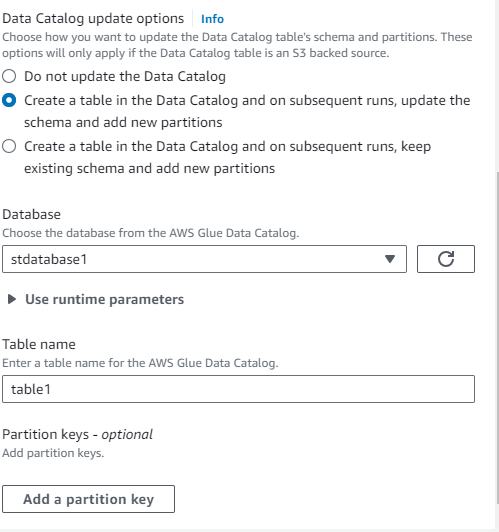 Data Catalog update options Info
Choose how you want to update the Data Catalog table's schema and partitions. These
options will only apply if the Data Catalog table is an S3 backed source.
Do not update the Data Catalog
Create a table in the Data Catalog and on subsequent runs, update the
schema and add new partitions
Create a table in the Data Catalog and on subsequent runs, keep
existing schema and add new partitions
Database
Choose the database from the AWS Glue Data Catalog.
stdatabase1
Use runtime parameters
Table name
Enter a table name for the AWS Glue Data Catalog.
table1
Partition keys - optional
Add partition keys.
Add a partition key